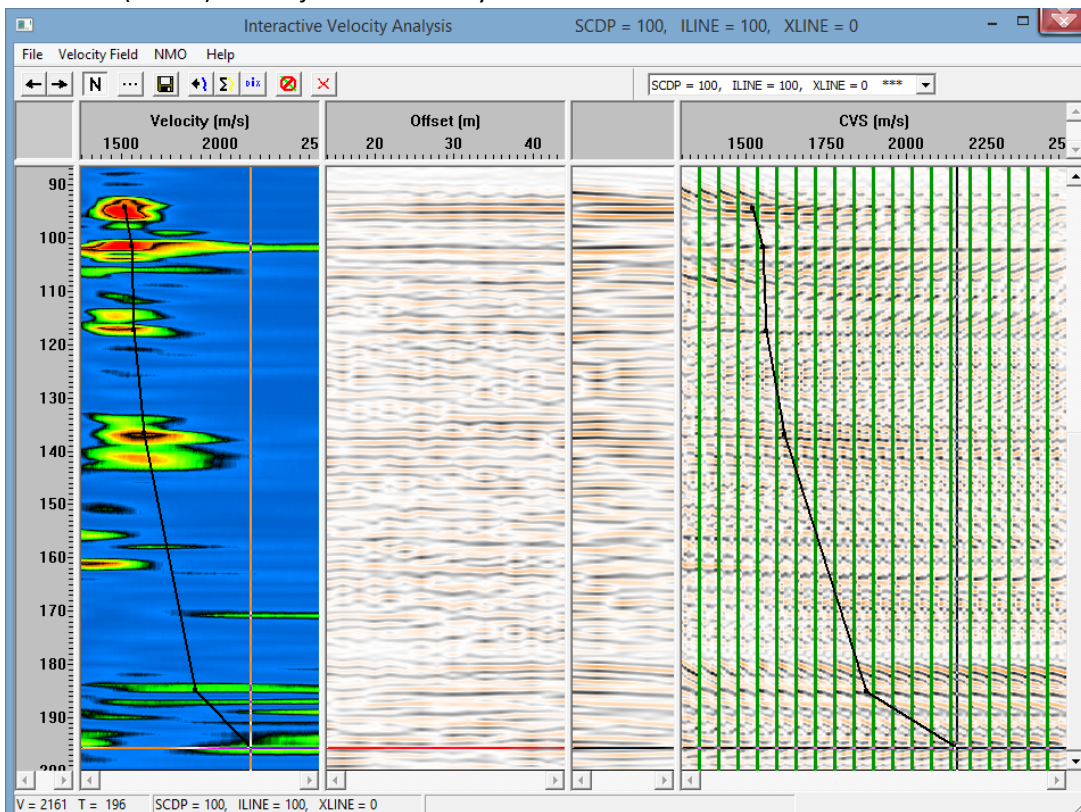 Interactive Velocity Analysis SCDP = 100, ILINE = 100, XLINE = 0
File Velocity Field NMO Help
N ... Σ DIX SCDP = 100, ILINE = 100, XLINE = 0 ***
Velocity (m/s) Offset (m) CVS (m/s)
1500 2000 25 20 30 40 1500 1750 2000 2250 25
90
100
110
120
130
140
150
160
170
180
190
200
V = 2161 T = 196 SCDP = 100, ILINE = 100, XLINE = 0